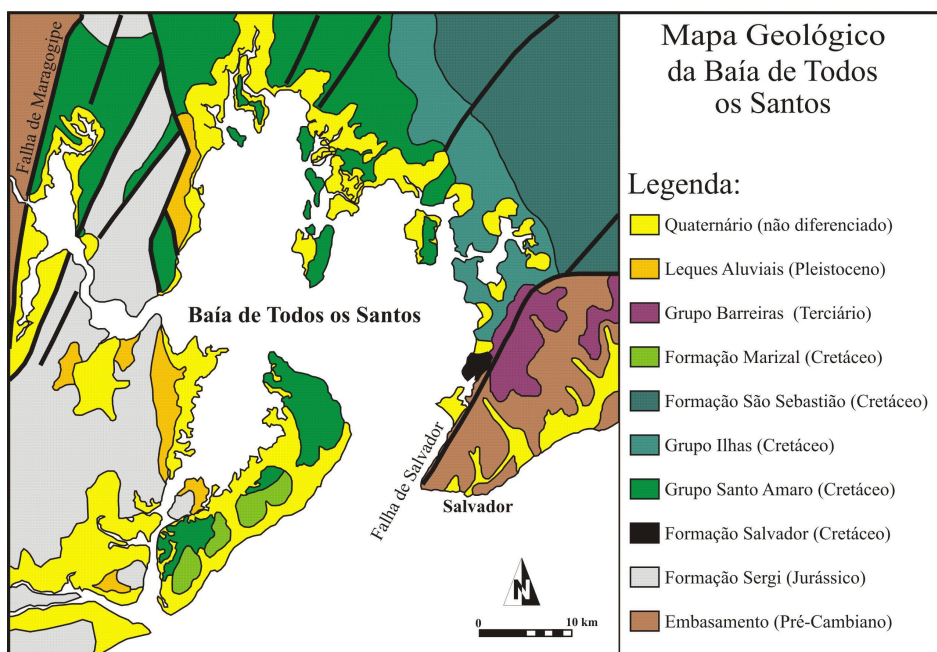 Mapa Geológico
da Baía de Todos
os Santos
Legenda:
Quaternário (não diferenciado)
Leques Aluviais (Pleistoceno)
Grupo Barreiras (Terciário)
Formação Marizal (Cretáceo)
Formação São Sebastião (Cretáceo)
Grupo Ilhas (Cretáceo)
Grupo Santo Amaro (Cretáceo)
Formação Salvador (Cretáceo)
Formação Sergi (Jurássico)
Embasamento (Pré-Cambiano)
Falha de Maragogipe
Baía de Todos os Santos
Falha de Salvador
Salvador
N
0 10 km